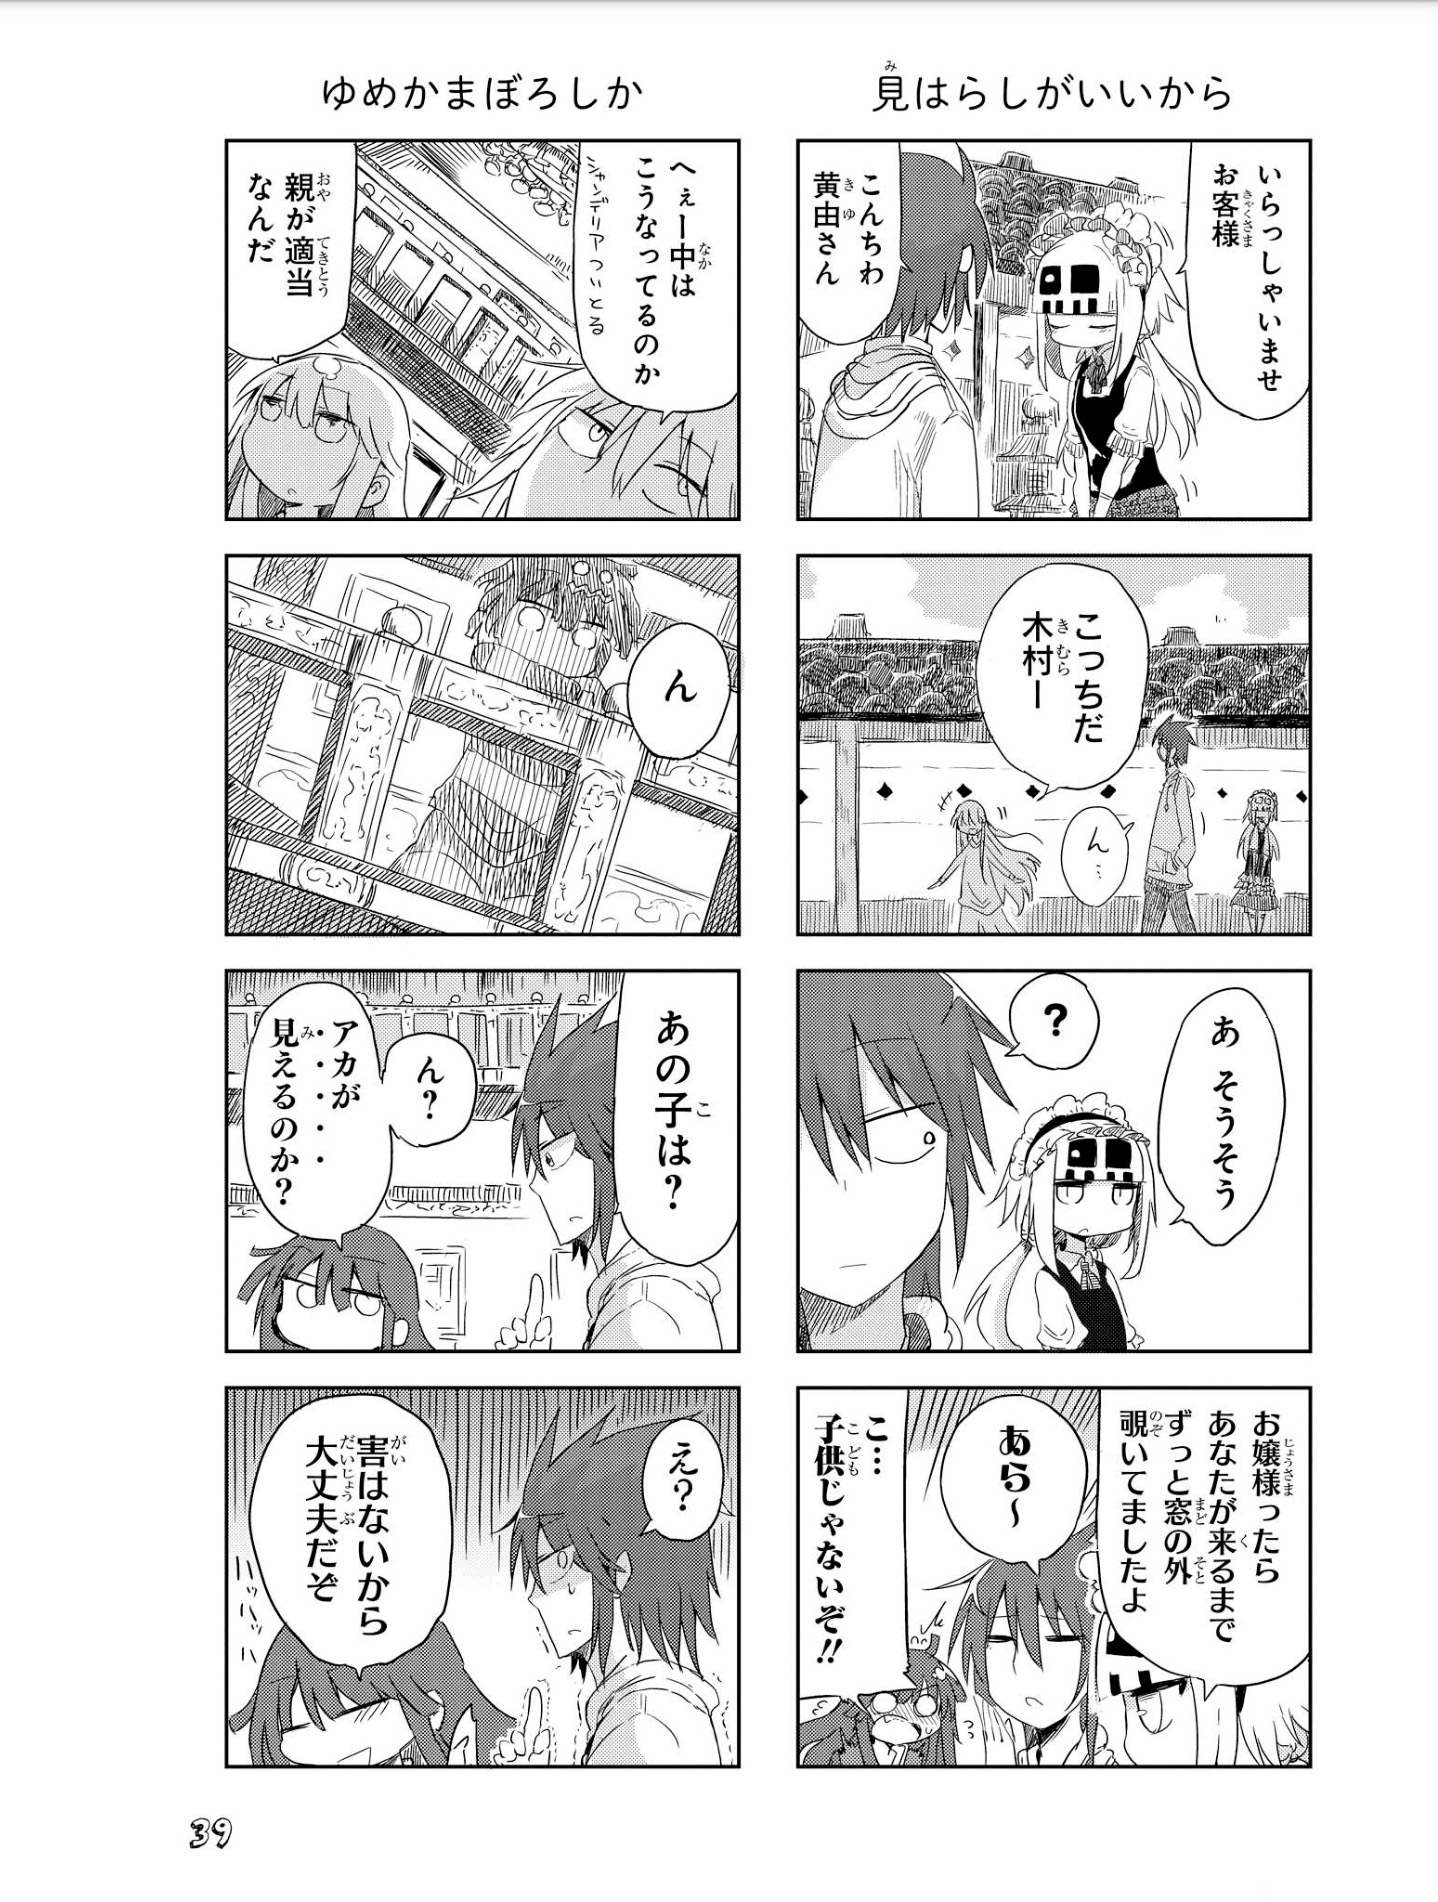 見はらしがいいから
いらっしゃいませ
お客様
こんちわ
黄由さん
こっちだ
木村ー
ん…
あ そうそう
？
お嬢様ったら
あなたが来るまで
ずっと窓の外
覗いてましたよ
あら〜
こ…
子供じゃないぞ!!
ゆめかまぼろしか
へぇー中は
こうなってるのか
シャンデリアついとる
親が適当
なんだ
ん
あの子は？
ん？
アカが
見えるのか？
え？
害はないから
大丈夫だぞ
ハッハッハッ
39